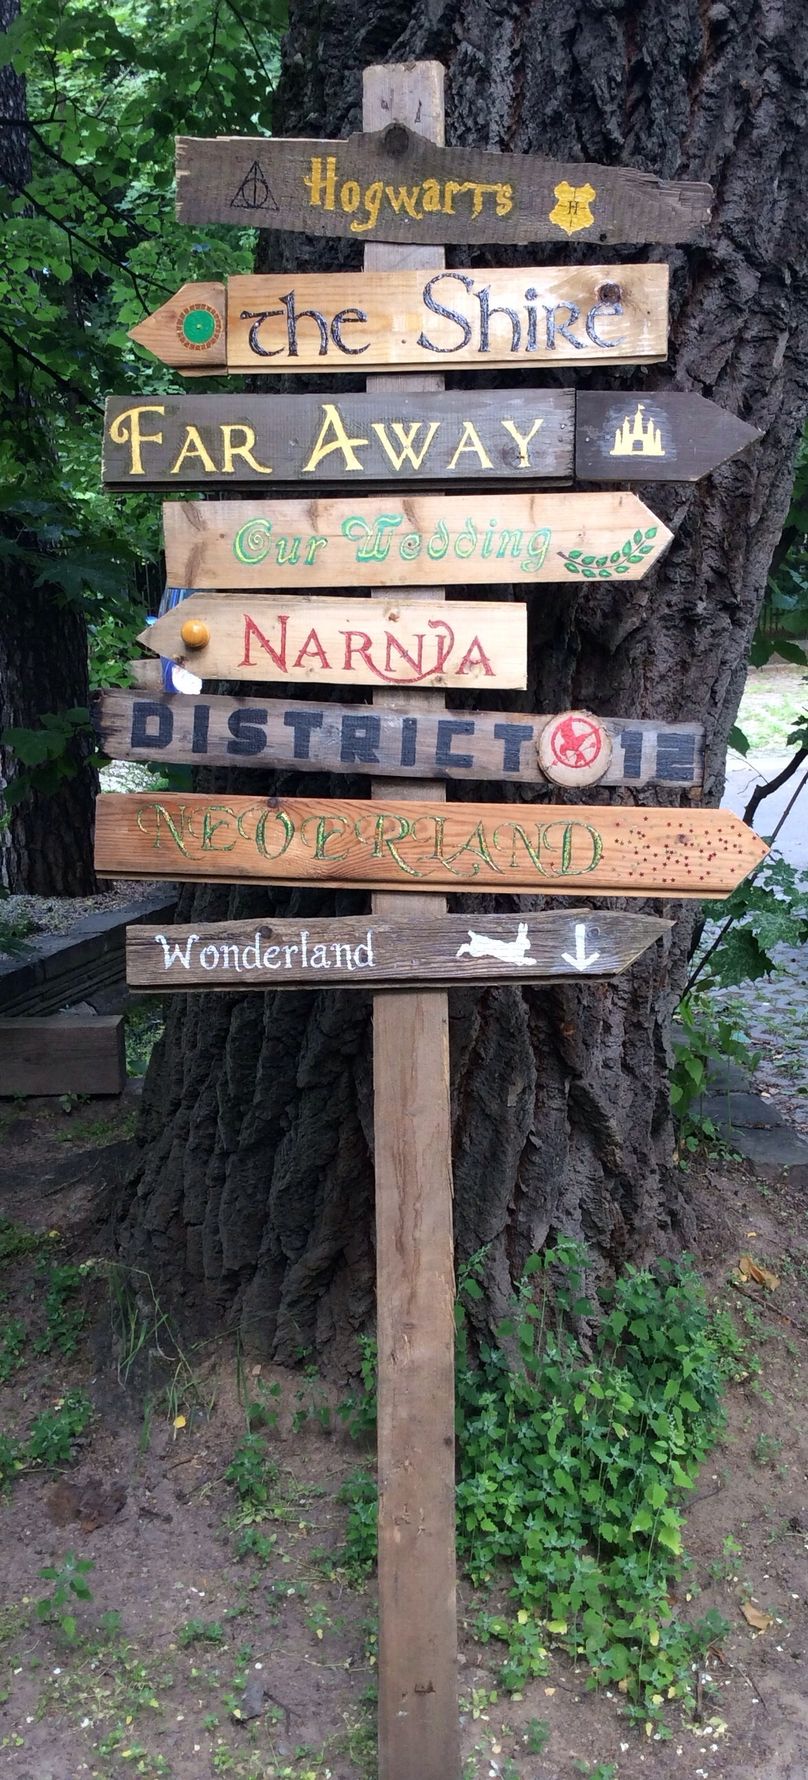 Hogwarts
H
the Shire
Far Away
Our Wedding
Narnia
DISTRICT 12
NEVERLAND
Wonderland